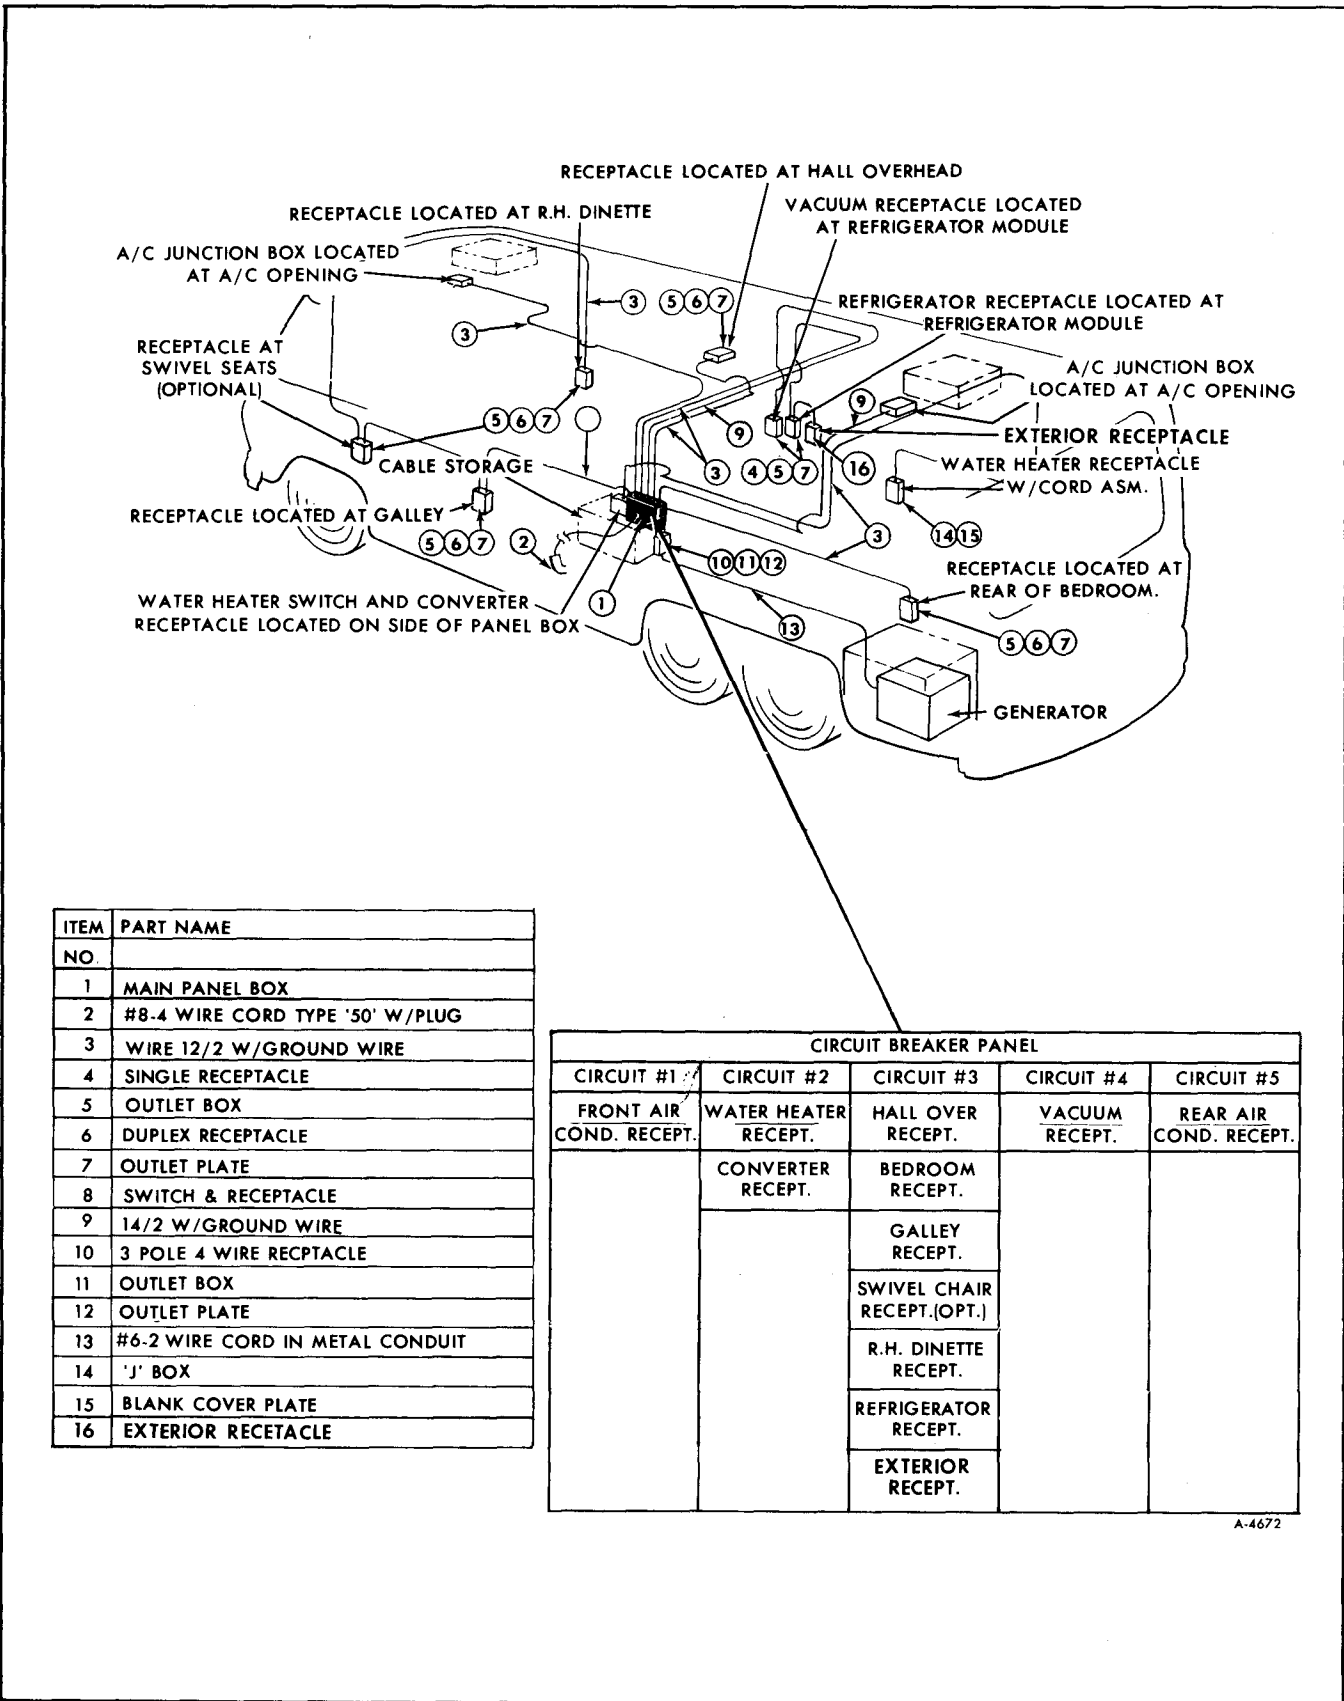 RECEPTACLE LOCATED AT HALL OVERHEAD
RECEPTACLE LOCATED AT R.H. DINETTE
VACUUM RECEPTACLE LOCATED
AT REFRIGERATOR MODULE
A/C JUNCTION BOX LOCATED
AT A/C OPENING
3
5 6 7
REFRIGERATOR RECEPTACLE LOCATED AT
REFRIGERATOR MODULE
3
RECEPTACLE AT
SWIVEL SEATS
(OPTIONAL)
A/C JUNCTION BOX
LOCATED AT A/C OPENING
9
5 6 7
9
EXTERIOR RECEPTACLE
CABLE STORAGE
3
4 5 7
16
WATER HEATER RECEPTACLE
W/CORD ASM.
RECEPTACLE LOCATED AT GALLEY
5 6 7
2
3
14 15
10 11 12
RECEPTACLE LOCATED AT
REAR OF BEDROOM.
WATER HEATER SWITCH AND CONVERTER
RECEPTACLE LOCATED ON SIDE OF PANEL BOX
1
13
5 6 7
GENERATOR
ITEM PART NAME
NO.
1 MAIN PANEL BOX
2 #8-4 WIRE CORD TYPE '50' W/PLUG
3 WIRE 12/2 W/GROUND WIRE
4 SINGLE RECEPTACLE
5 OUTLET BOX
6 DUPLEX RECEPTACLE
7 OUTLET PLATE
8 SWITCH & RECEPTACLE
9 14/2 W/GROUND WIRE
10 3 POLE 4 WIRE RECPTACLE
11 OUTLET BOX
12 OUTLET PLATE
13 #6-2 WIRE CORD IN METAL CONDUIT
14 'J' BOX
15 BLANK COVER PLATE
16 EXTERIOR RECETACLE
CIRCUIT BREAKER PANEL
CIRCUIT #1 CIRCUIT #2 CIRCUIT #3 CIRCUIT #4 CIRCUIT #5
FRONT AIR WATER HEATER HALL OVER VACUUM REAR AIR
COND. RECEPT. RECEPT. RECEPT. RECEPT. COND. RECEPT.
CONVERTER BEDROOM
RECEPT. RECEPT.
GALLEY
RECEPT.
SWIVEL CHAIR
RECEPT.(OPT.)
R.H. DINETTE
RECEPT.
REFRIGERATOR
RECEPT.
EXTERIOR
RECEPT.
A-4672